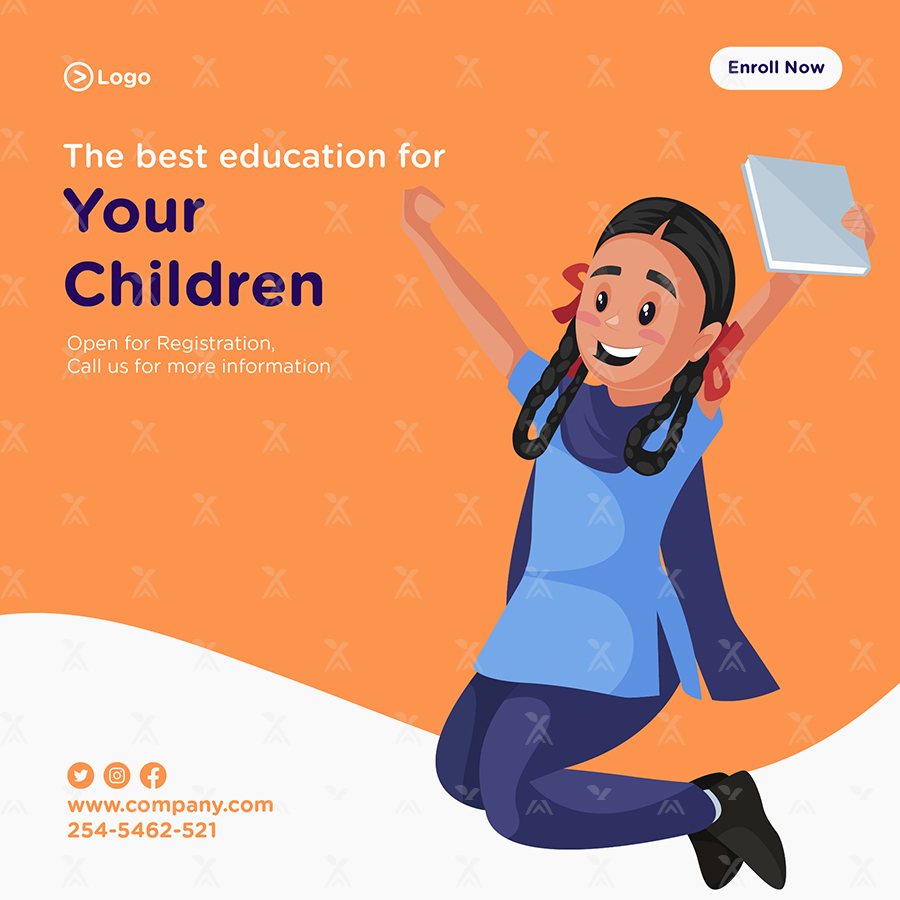 Logo
Enroll Now
The best education for
Your
Children
Open for Registration,
Call us for more information
www.company.com
254-5462-521